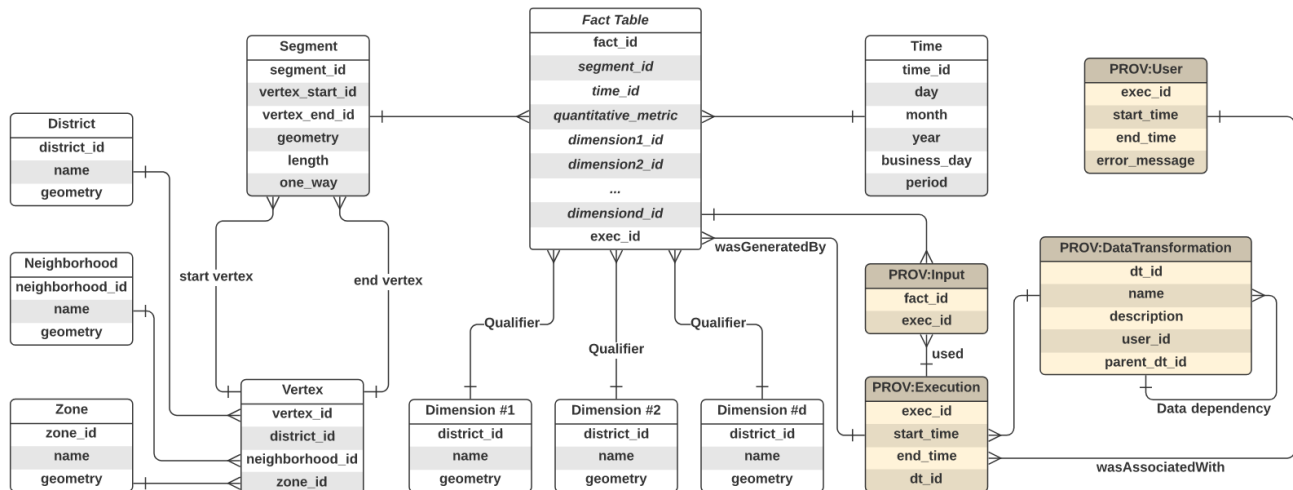 Fact Table
fact_id
segment_id
time_id
quantitative_metric
dimension1_id
dimension2_id
...
dimensiond_id
exec_id
Segment
segment_id
vertex_start_id
vertex_end_id
geometry
length
one_way
Time
time_id
day
month
year
business_day
period
PROV:User
exec_id
start_time
end_time
error_message
District
district_id
name
geometry
Neighborhood
neighborhood_id
name
geometry
start vertex
end vertex
wasGeneratedBy
PROV:Input
fact_id
exec_id
used
PROV:DataTransformation
dt_id
name
description
user_id
parent_dt_id
Data dependency
Qualifier
Qualifier
Qualifier
Zone
zone_id
name
geometry
Vertex
vertex_id
district_id
neighborhood_id
zone_id
Dimension #1
district_id
name
geometry
Dimension #2
district_id
name
geometry
Dimension #d
district_id
name
geometry
PROV:Execution
exec_id
start_time
end_time
dt_id
wasAssociatedWith